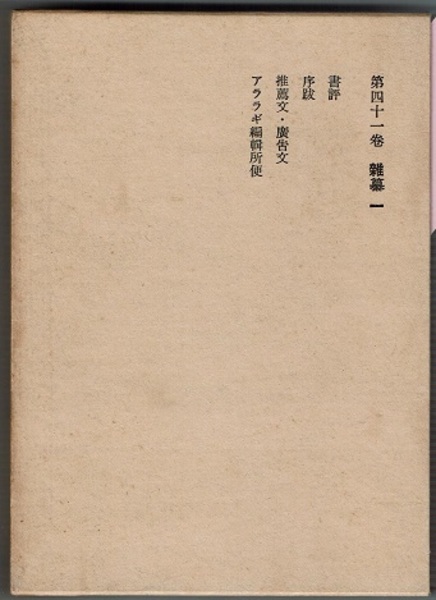 第四十一卷 雜纂 一
書評
序跋
推薦文・廣告文
アララギ編輯所便